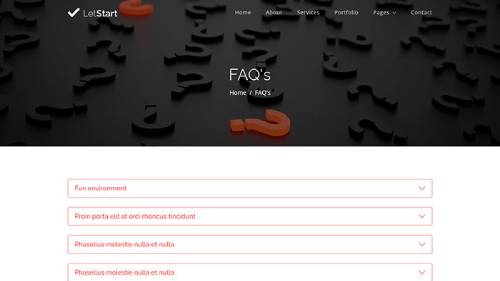 LetStart
Home About Services Portfolio Pages Contact
FAQ's
Home / FAQ's
Fun environment
Proin porta elit at orci rhoncus tincidunt
Phasellus molestie nulla et nulla
Phasellus molestie nulla et nulla